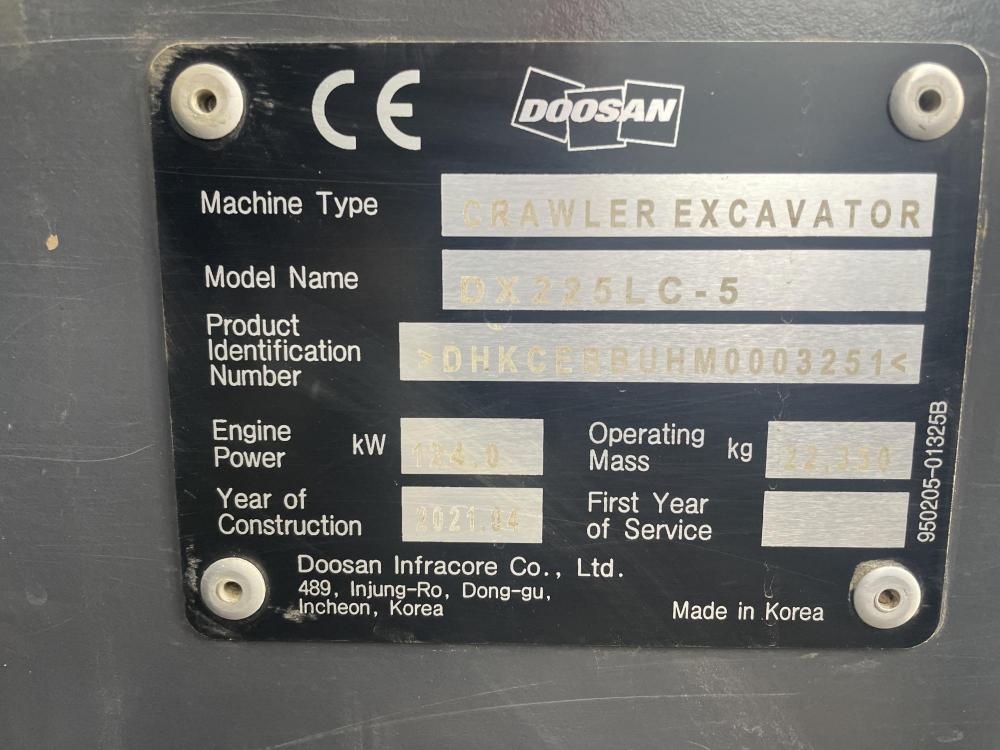 CE DOOSAN
Machine Type CRAWLER EXCAVATOR
Model Name DX225LC-5
Product
Identification
Number >DHKCEBBUHM0003251<
Engine
Power kW 124.0
Operating
Mass kg 22,330
Year of
Construction 2021.04
First Year
of Service
Doosan Infracore Co., Ltd.
489, Injung-Ro, Dong-gu,
Incheon, Korea
Made in Korea
950205-01325B